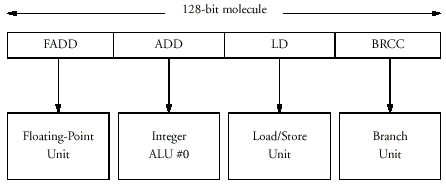 128-bit molecule
FADD ADD LD BRCC
Floating-Point Integer Load/Store Branch
Unit ALU #0 Unit Unit